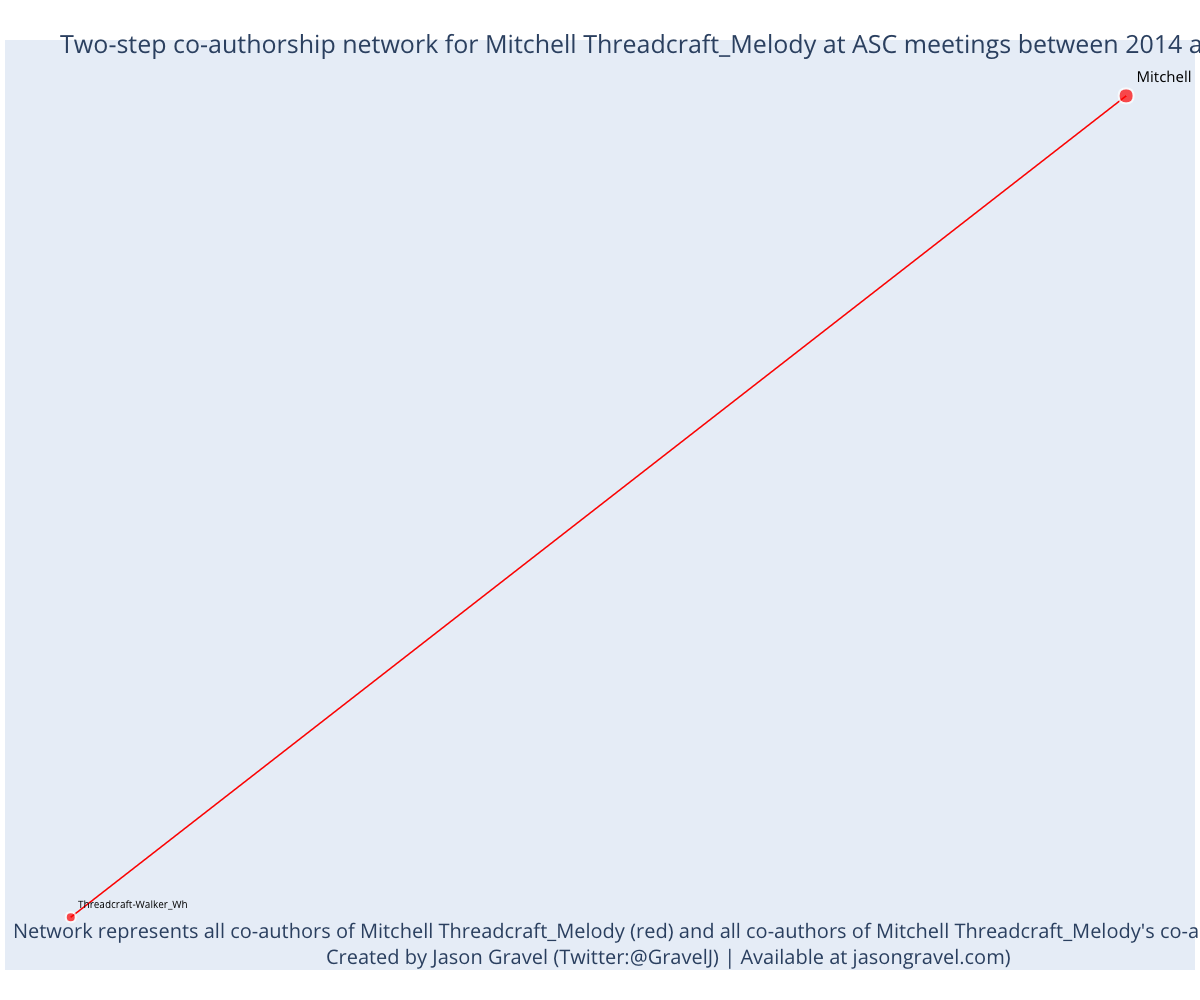 Two-step co-authorship network for Mitchell Threadcraft_Melody at ASC meetings between 2014 a
Mitchell
Threadcraft-Walker_Wh
Network represents all co-authors of Mitchell Threadcraft_Melody (red) and all co-authors of Mitchell Threadcraft_Melody's co-a
Created by Jason Gravel (Twitter:@GravelJ) | Available at jasongravel.com)